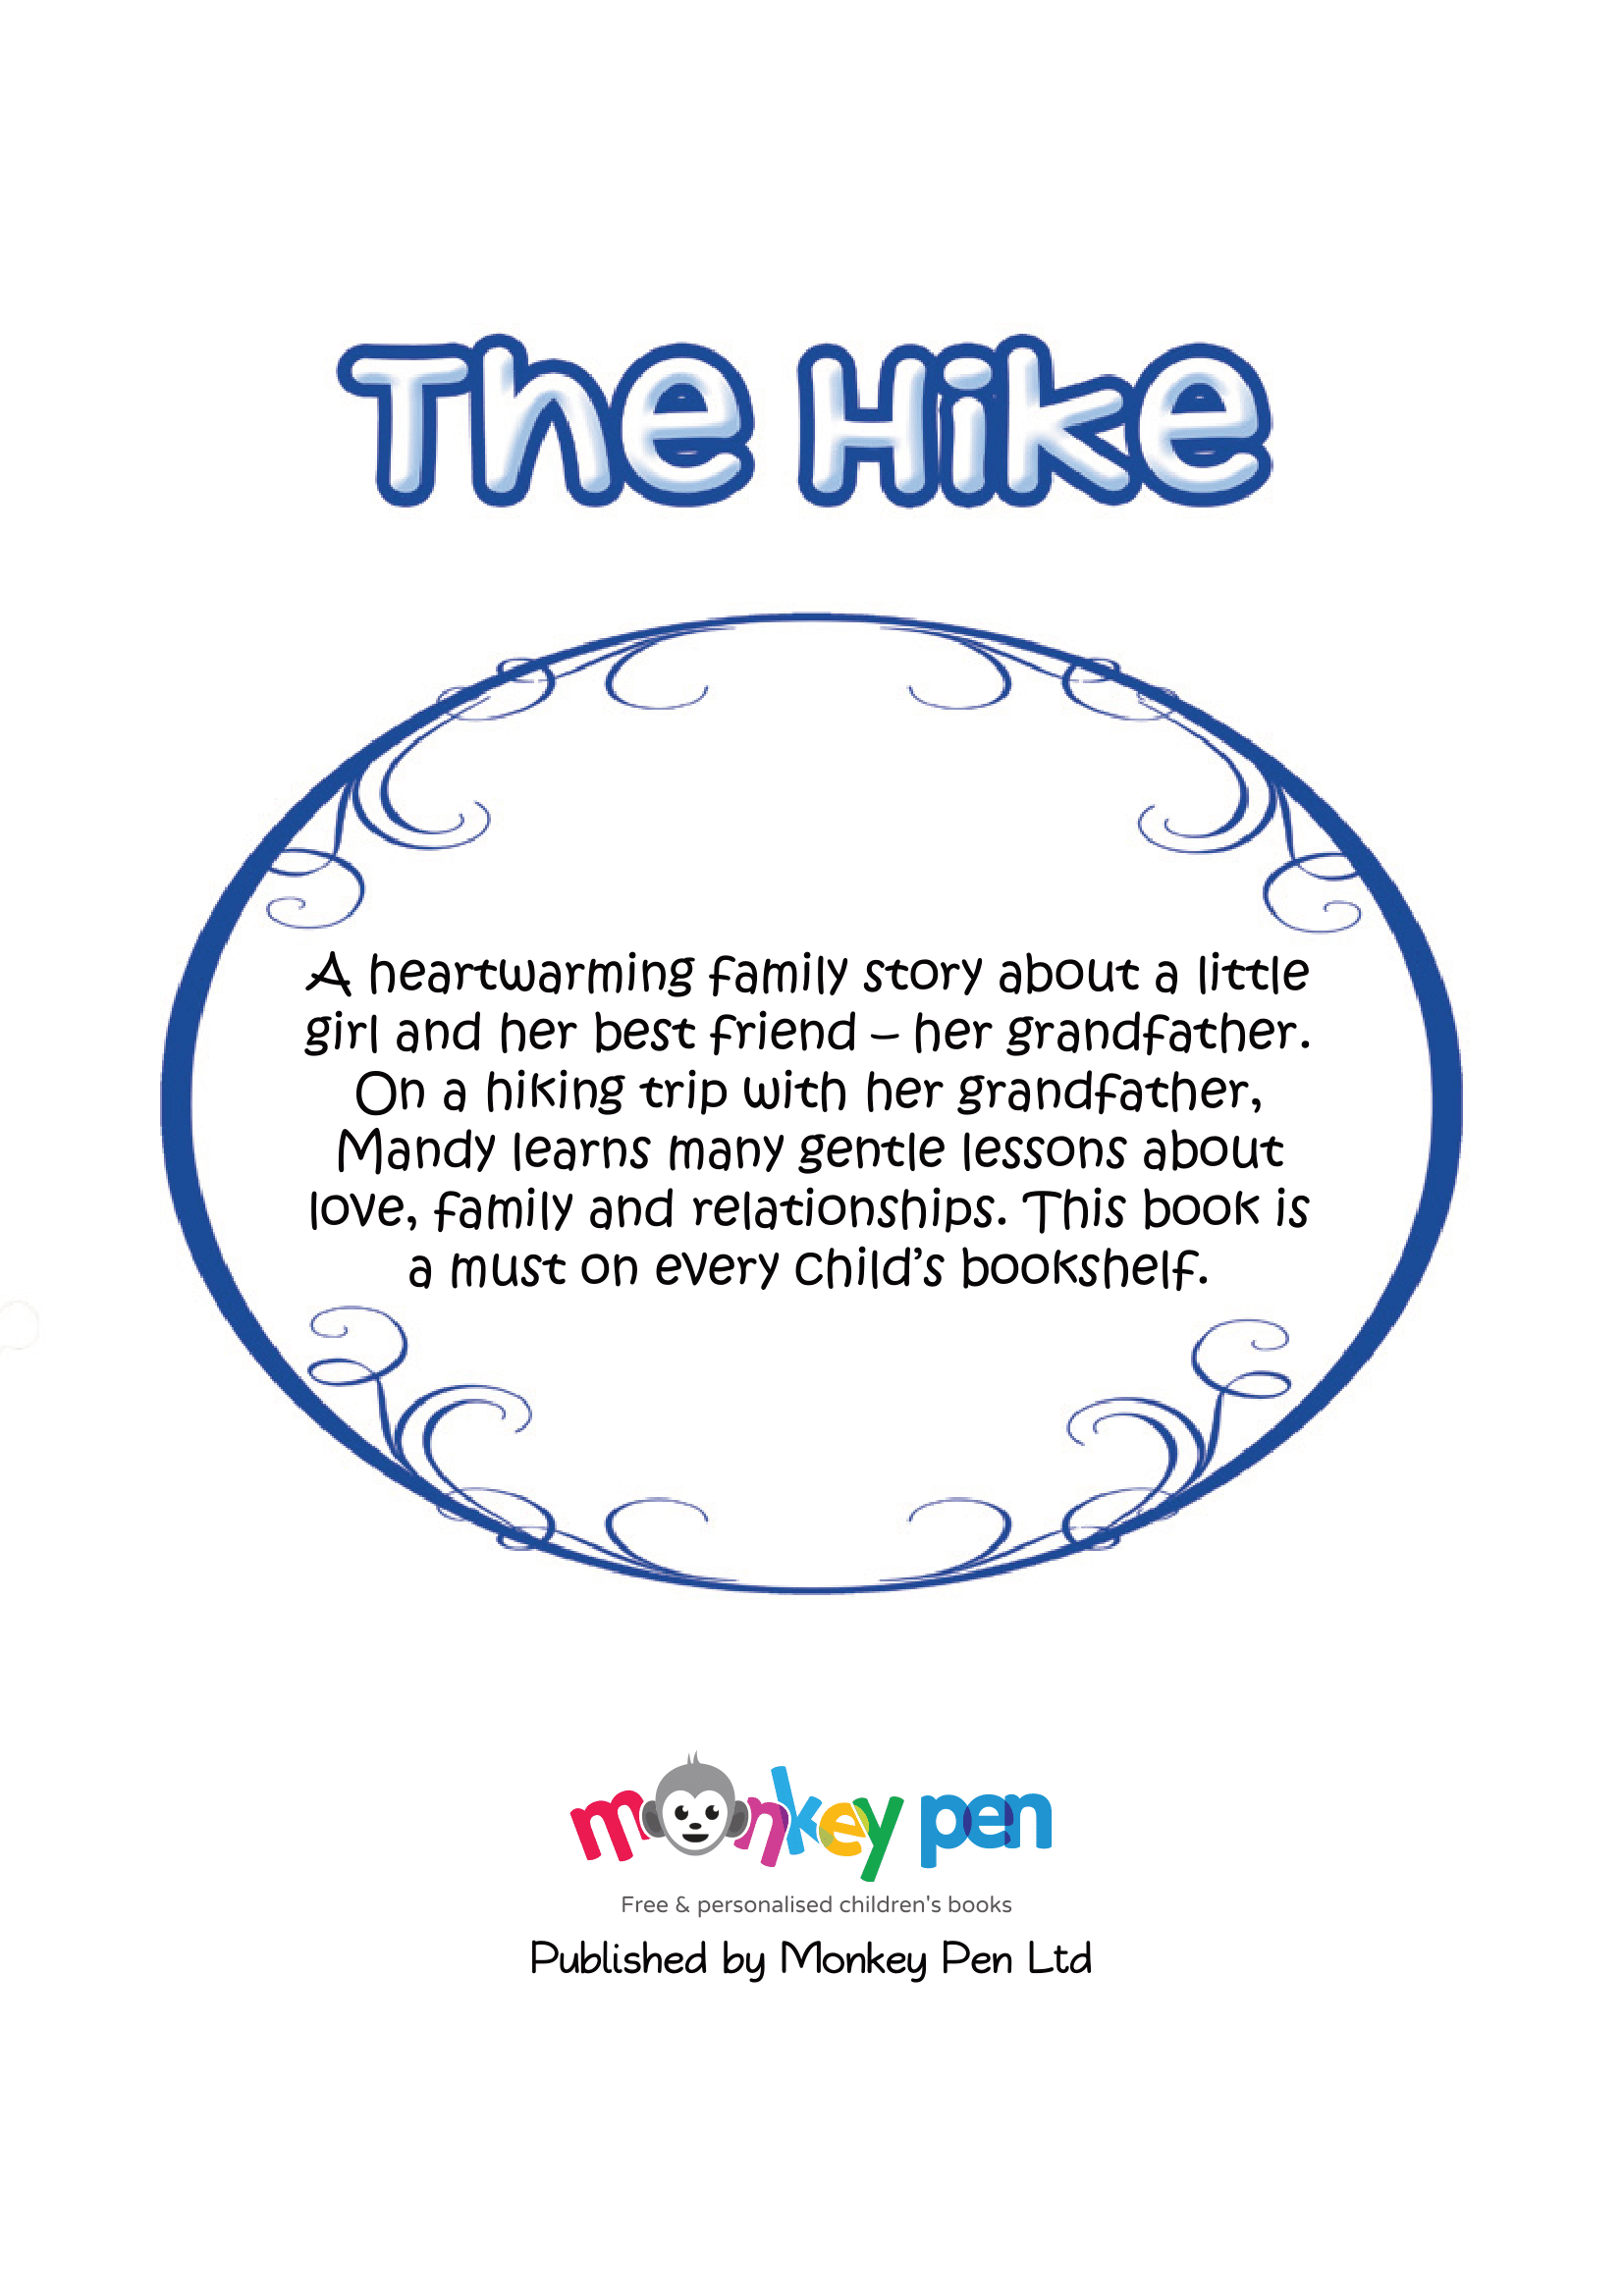 The Hike
A heartwarming family story about a little
girl and her best friend – her grandfather.
On a hiking trip with her grandfather,
Mandy learns many gentle lessons about
love, family and relationships. This book is
a must on every child’s bookshelf.
monkey pen
Free & personalised children's books
Published by Monkey Pen Ltd